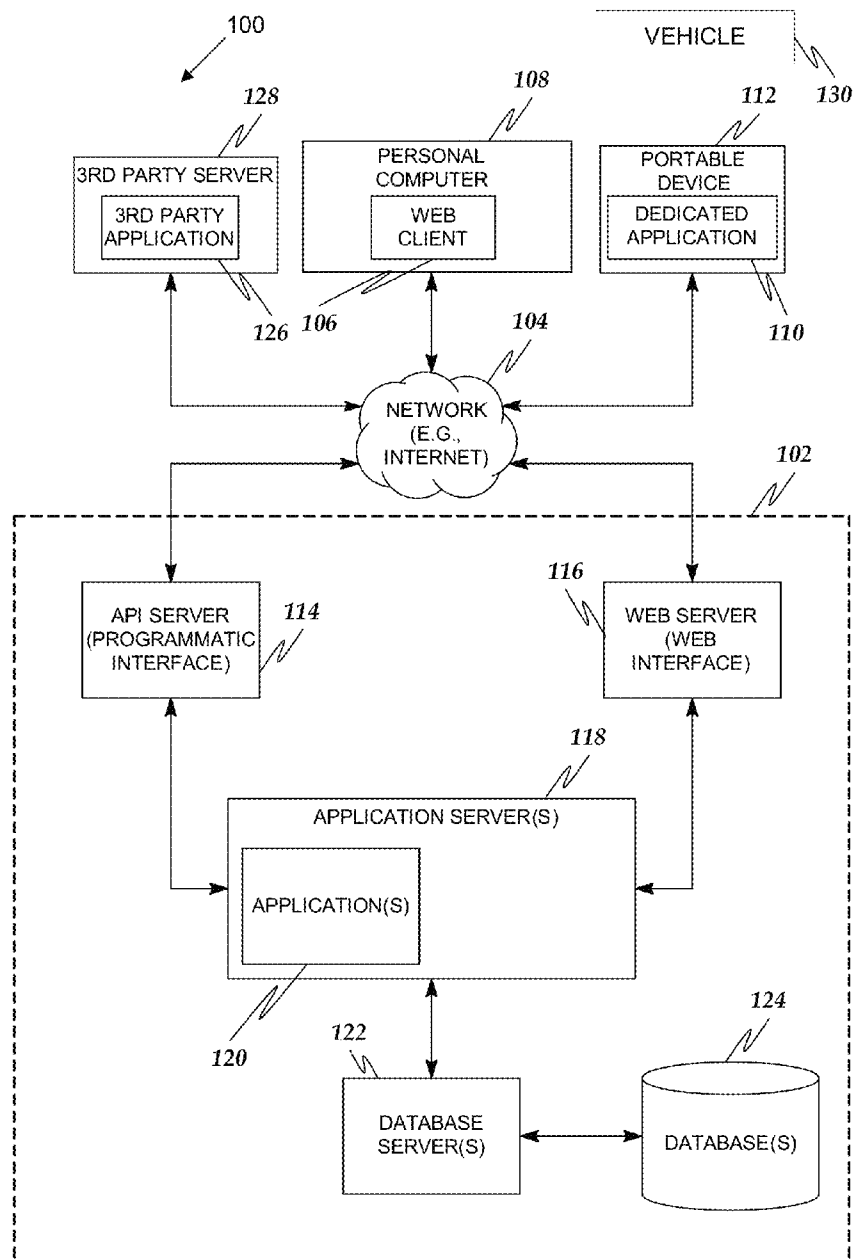 100
VEHICLE
130
128
108
112
3RD PARTY SERVER
3RD PARTY
APPLICATION
126
PERSONAL
COMPUTER
WEB
CLIENT
106
PORTABLE
DEVICE
DEDICATED
APPLICATION
110
104
NETWORK
(E.G.,
INTERNET)
102
API SERVER
(PROGRAMMATIC
INTERFACE)
114
116
WEB SERVER
(WEB
INTERFACE)
118
APPLICATION SERVER(S)
APPLICATION(S)
120
122
DATABASE
SERVER(S)
124
DATABASE(S)